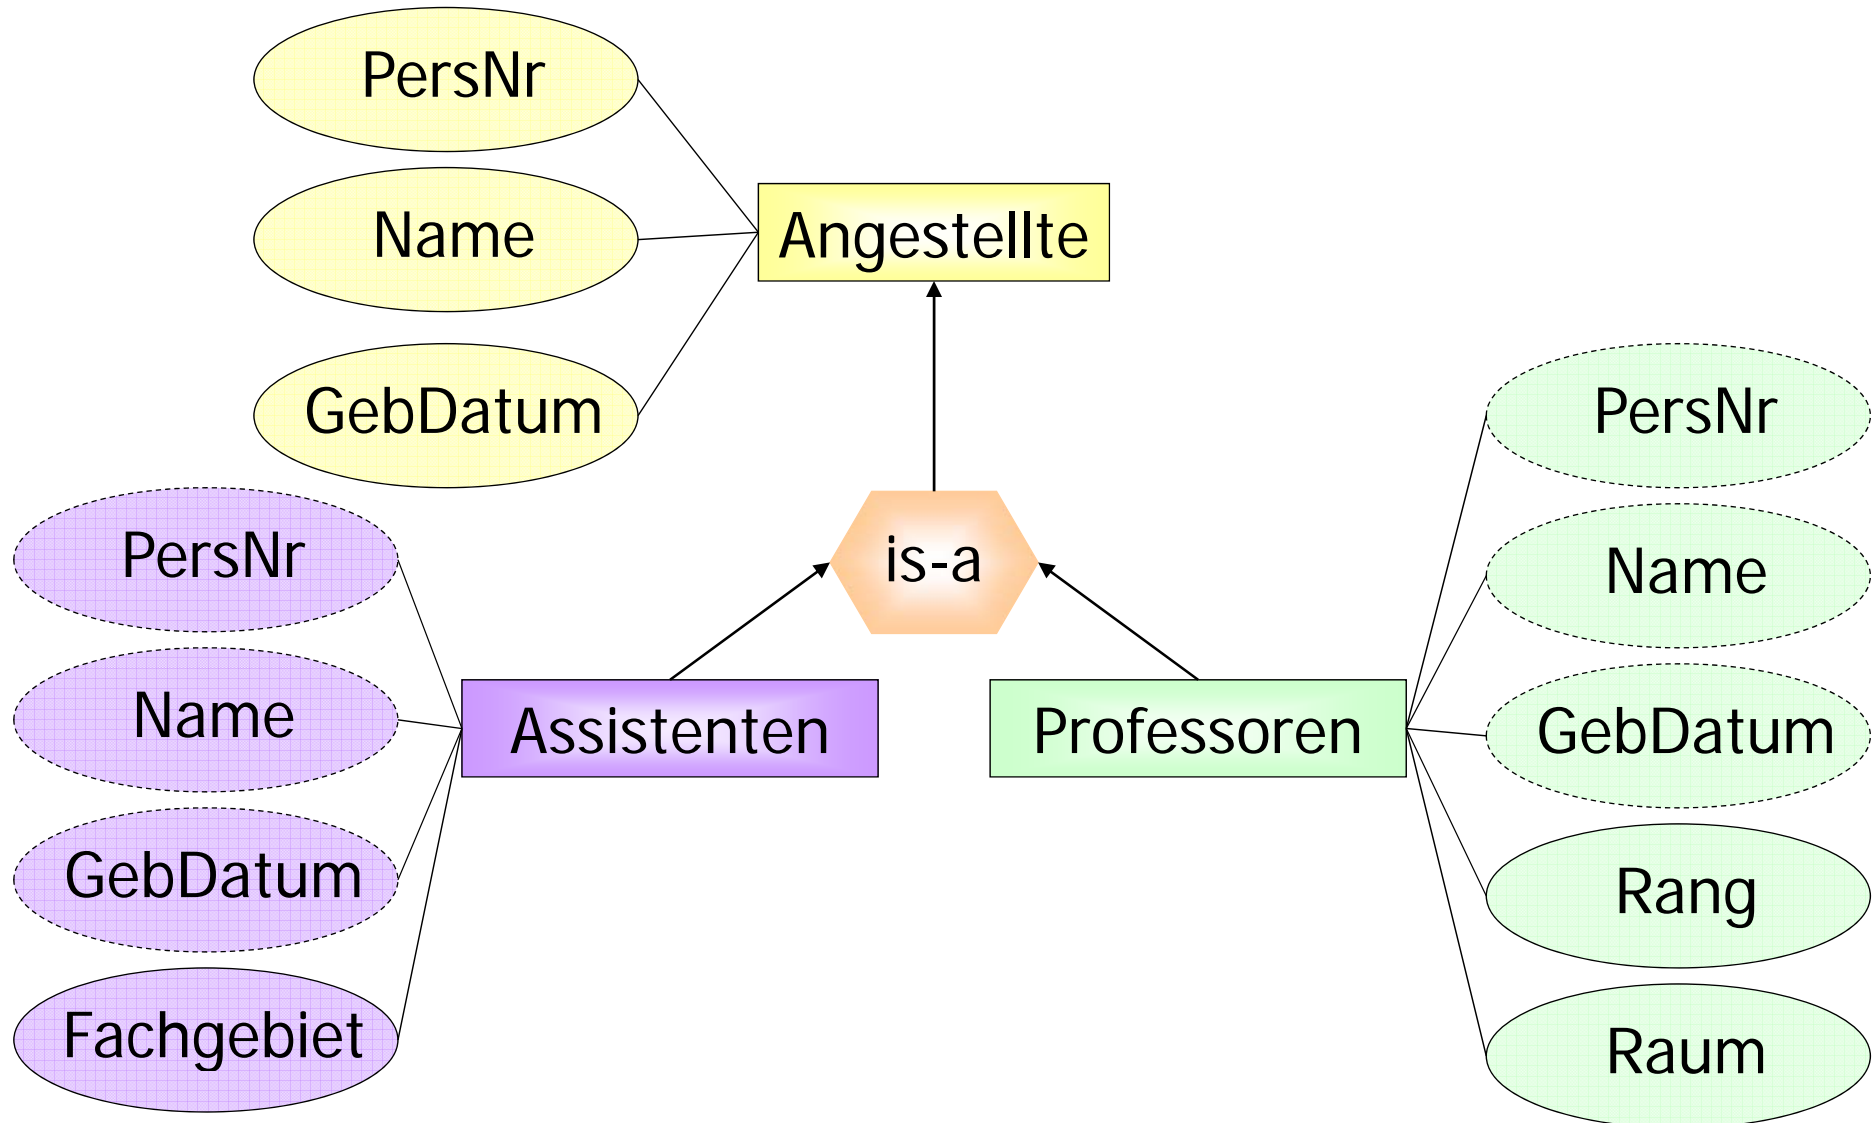 PersNr
Name
Angestellte
GebDatum
is-a
PersNr
Name
GebDatum
Fachgebiet
Assistenten
Professoren
PersNr
Name
GebDatum
Rang
Raum